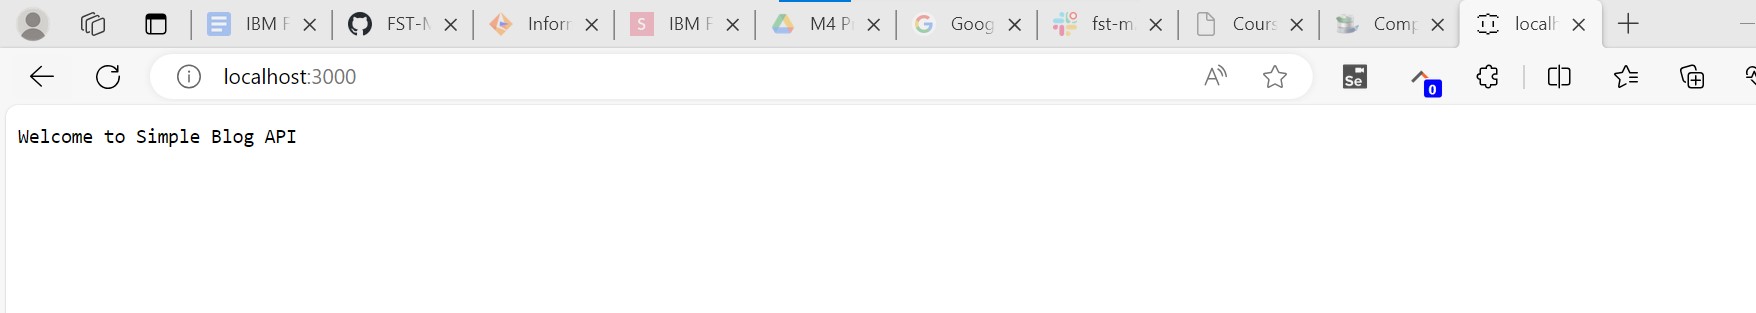 IBM F
FST-M
Inforr
IBM F
M4 P
Goog
fst-m
Cours
Comp
localh
localhost:3000
A
Se
0
Welcome to Simple Blog API